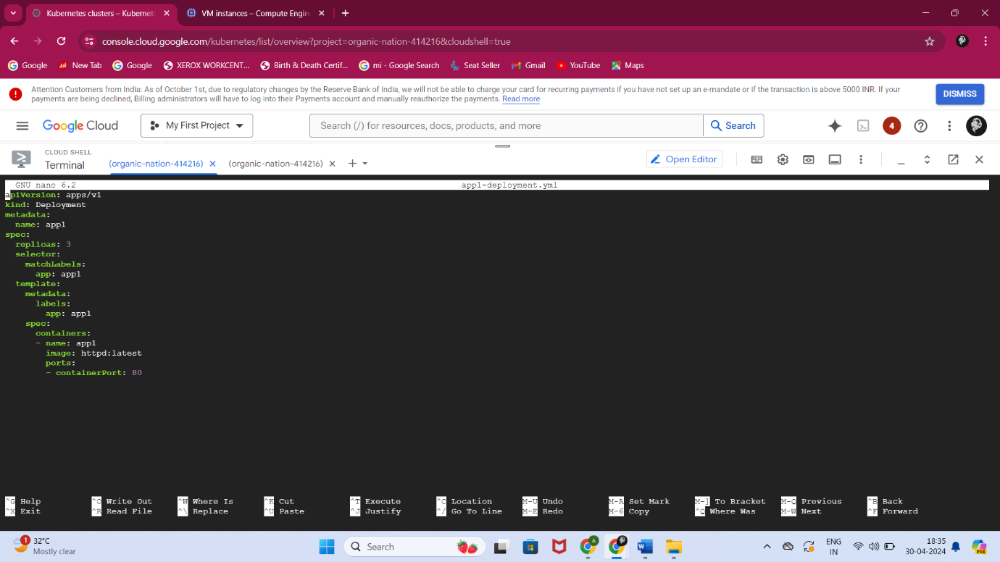 Kubernetes clusters – Kubernet
VM instances – Compute Engin
console.cloud.google.com/kubernetes/list/overview?project=organic-nation-414216&cloudshell=true
Google
New Tab
Google
XEROX WORKCENT...
Birth & Death Certif...
mi - Google Search
Seat Seller
Gmail
YouTube
Maps
Attention Customers from India: As of October 1st, due to regulatory changes by the Reserve Bank of India, we will not be able to charge your card for recurring payments if you have not set up an e-mandate or if the transaction is above 5000 INR. If your
payments are being declined, Billing administrators will have to log into their Payments account and manually reauthorize the payments. Read more
DISMISS
Google Cloud
My First Project
Search (/) for resources, docs, products, and more
Search
4
CLOUD SHELL
Terminal
(organic-nation-414216)
(organic-nation-414216)
Open Editor
GNU nano 6.2 app1-deployment.yml
apiVersion: apps/v1
kind: Deployment
metadata:
  name: app1
spec:
  replicas: 3
  selector:
    matchLabels:
      app: app1
  template:
    metadata:
      labels:
        app: app1
    spec:
      containers:
      - name: app1
        image: httpd:latest
        ports:
        - containerPort: 80
^G Help ^O Write Out ^W Where Is ^K Cut ^T Execute ^C Location M-U Undo M-A Set Mark M-] To Bracket M-Q Previous ^B Back
^X Exit ^R Read File ^\ Replace ^U Paste ^J Justify ^/ Go To Line M-E Redo M-6 Copy ^Q Where Was M-W Next ^F Forward
1
32°C
Mostly clear
Search
A
W
ENG
IN
18:35
30-04-2024
PRE